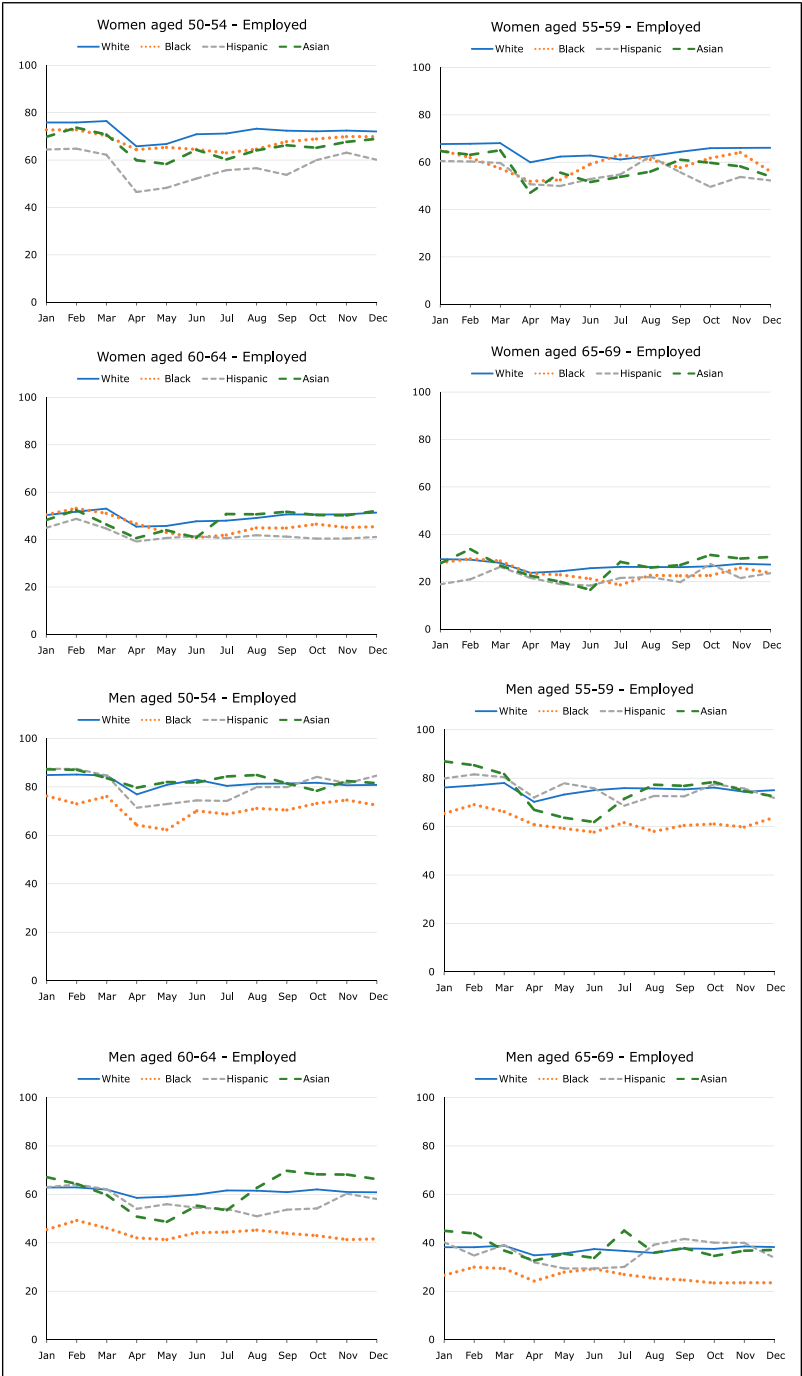 Women aged 50-54 - Employed
White Black Hispanic Asian
100
80
60
40
20
0
Jan Feb Mar Apr May Jun Jul Aug Sep Oct Nov Dec
Women aged 55-59 - Employed
White Black Hispanic Asian
100
80
60
40
20
0
Jan Feb Mar Apr May Jun Jul Aug Sep Oct Nov Dec
Women aged 60-64 - Employed
White Black Hispanic Asian
100
80
60
40
20
0
Jan Feb Mar Apr May Jun Jul Aug Sep Oct Nov Dec
Women aged 65-69 - Employed
White Black Hispanic Asian
100
80
60
40
20
0
Jan Feb Mar Apr May Jun Jul Aug Sep Oct Nov Dec
Men aged 50-54 - Employed
White Black Hispanic Asian
100
80
60
40
20
0
Jan Feb Mar Apr May Jun Jul Aug Sep Oct Nov Dec
Men aged 55-59 - Employed
White Black Hispanic Asian
100
80
60
40
20
0
Jan Feb Mar Apr May Jun Jul Aug Sep Oct Nov Dec
Men aged 60-64 - Employed
White Black Hispanic Asian
100
80
60
40
20
0
Jan Feb Mar Apr May Jun Jul Aug Sep Oct Nov Dec
Men aged 65-69 - Employed
White Black Hispanic Asian
100
80
60
40
20
0
Jan Feb Mar Apr May Jun Jul Aug Sep Oct Nov Dec